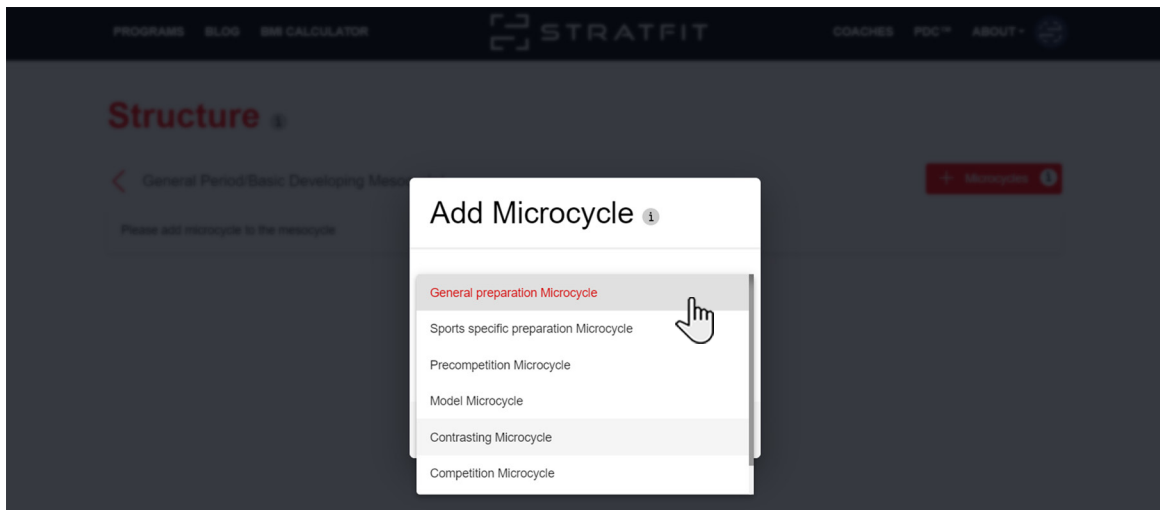 PROGRAMS BLOG BMI CALCULATOR STRATFIT COACHES PDC™ ABOUT
Structure i
General Period/Basic Developing Meso
+ Microcycles i
Please add microcycle to the mesocycle
Add Microcycle i
General preparation Microcycle
Sports specific preparation Microcycle
Precompetition Microcycle
Model Microcycle
Contrasting Microcycle
Competition Microcycle